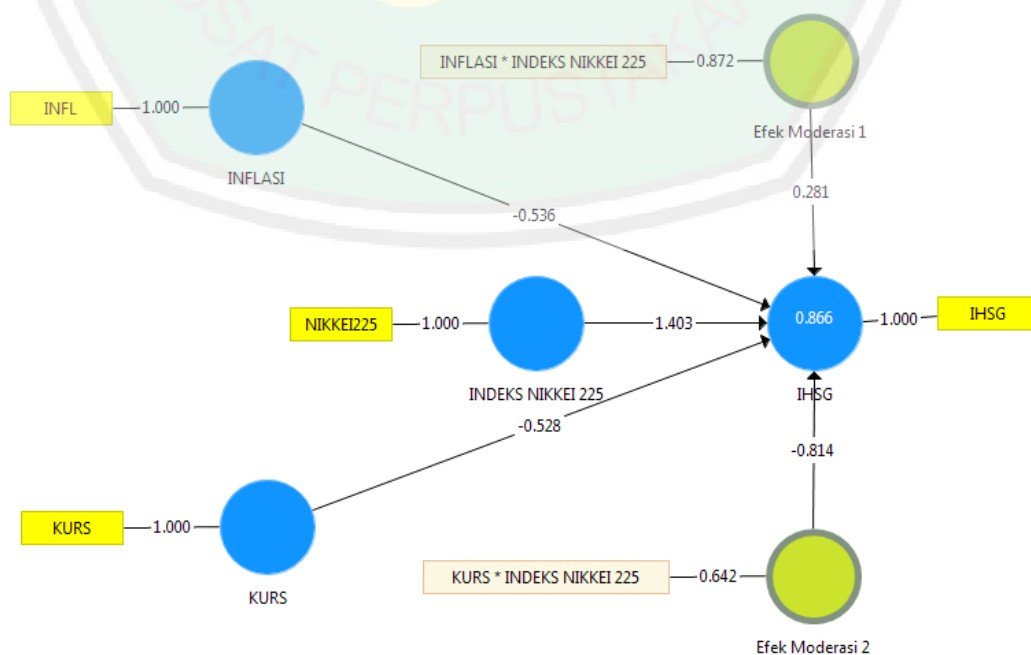 PUSAT PERPUSTAKAAN
INFLASI * INDEKS NIKKEI 225
0.872
Efek Moderasi 1
INFL
1.000
INFLASI
0.281
-0.536
NIKKEI225
1.000
INDEKS NIKKEI 225
1.403
0.866
IHSG
1.000
IHSG
-0.528
-0.814
KURS
1.000
KURS
KURS * INDEKS NIKKEI 225
0.642
Efek Moderasi 2